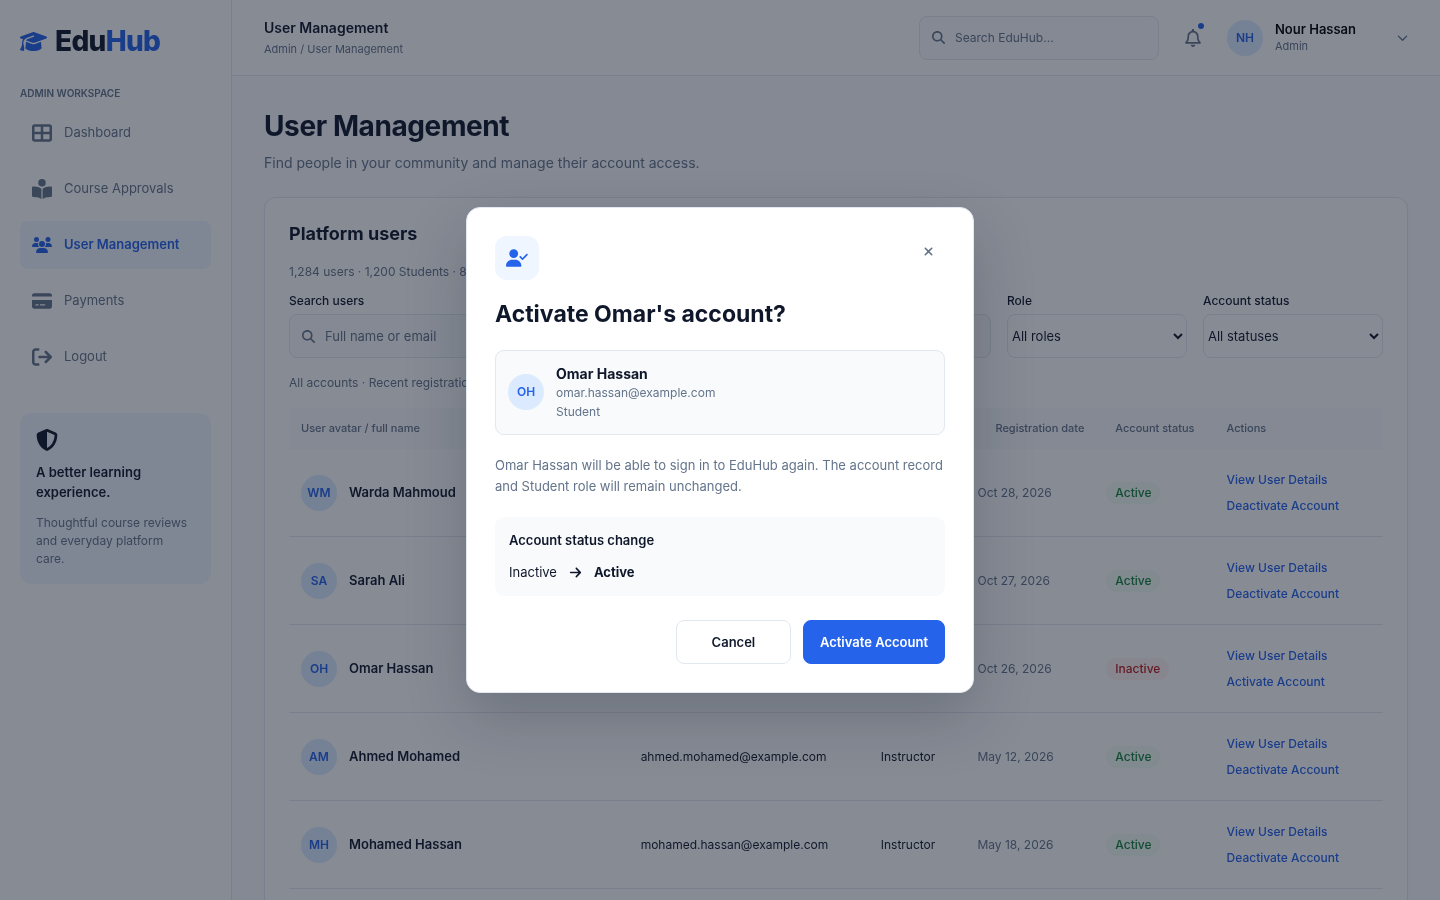 EduHub
ADMIN WORKSPACE
Dashboard
Course Approvals
User Management
Payments
Logout
A better learning
experience.
Thoughtful course reviews
and everyday platform
care.
User Management
Admin / User Management
Search EduHub...
NH
Nour Hassan
Admin
User Management
Find people in your community and manage their account access.
Platform users
1,284 users · 1,200 Students · 8
Search users
Full name or email
Role
All roles
Account status
All statuses
All accounts · Recent registratio
User avatar / full name
Registration date
Account status
Actions
WM
Warda Mahmoud
Oct 28, 2026
Active
View User Details
Deactivate Account
SA
Sarah Ali
Oct 27, 2026
Active
View User Details
Deactivate Account
OH
Omar Hassan
Oct 26, 2026
Inactive
View User Details
Activate Account
AM
Ahmed Mohamed
ahmed.mohamed@example.com
Instructor
May 12, 2026
Active
View User Details
Deactivate Account
MH
Mohamed Hassan
mohamed.hassan@example.com
Instructor
May 18, 2026
Active
View User Details
Deactivate Account
Activate Omar's account?
OH
Omar Hassan
omar.hassan@example.com
Student
Omar Hassan will be able to sign in to EduHub again. The account record
and Student role will remain unchanged.
Account status change
Inactive → Active
Cancel
Activate Account